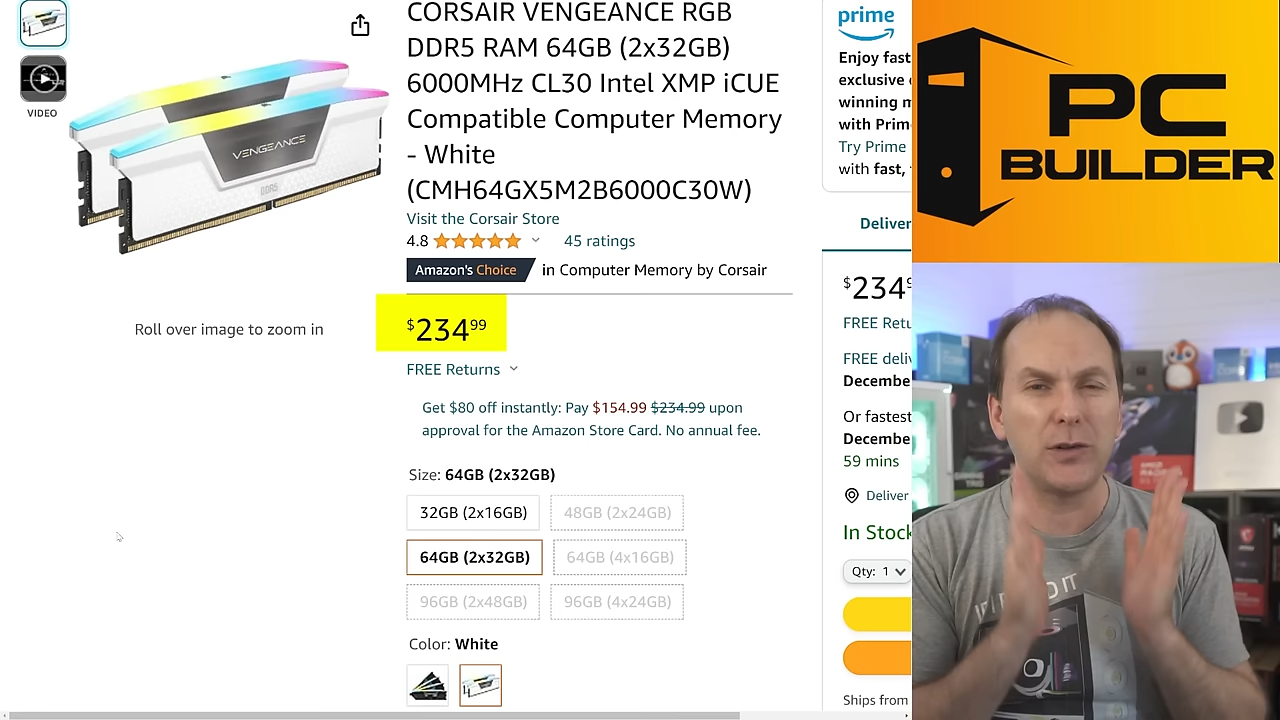 VIDEO
VENGEANCE
DDR5
Roll over image to zoom in
CORSAIR VENGEANCE RGB
DDR5 RAM 64GB (2x32GB)
6000MHz CL30 Intel XMP iCUE
Compatible Computer Memory
- White
(CMH64GX5M2B6000C30W)
Visit the Corsair Store
4.8
45 ratings
Amazon's Choice in Computer Memory by Corsair
$234.99
FREE Returns
Get $80 off instantly: Pay $154.99 $234.99 upon
approval for the Amazon Store Card. No annual fee.
Size: 64GB (2x32GB)
32GB (2x16GB) 48GB (2x24GB)
64GB (2x32GB) 64GB (4x16GB)
96GB (2x48GB) 96GB (4x24GB)
Color: White
prime
Enjoy fast
exclusive
winning m
with Prim
Try Prime
with fast,
Deliver
$234
FREE Retu
FREE deliv
December
Or fastest
December
59 mins
Deliver
In Stock
Qty: 1
Ships from
PC
BUILDER